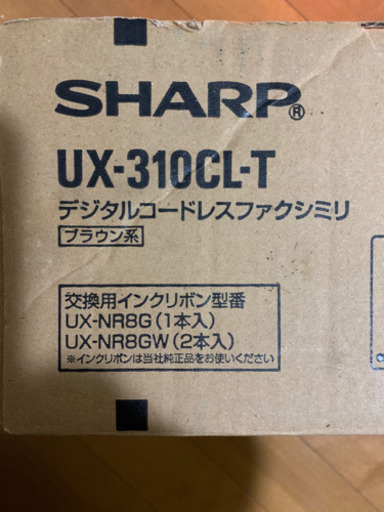 SHARP®
UX-310CL-T
デジタルコードレスファクシミリ
ブラウン系
交換用インクリボン型番
UX-NR8G(1本入)
UX-NR8GW(2本入)
※インクリボンは当社純正品をお使いください